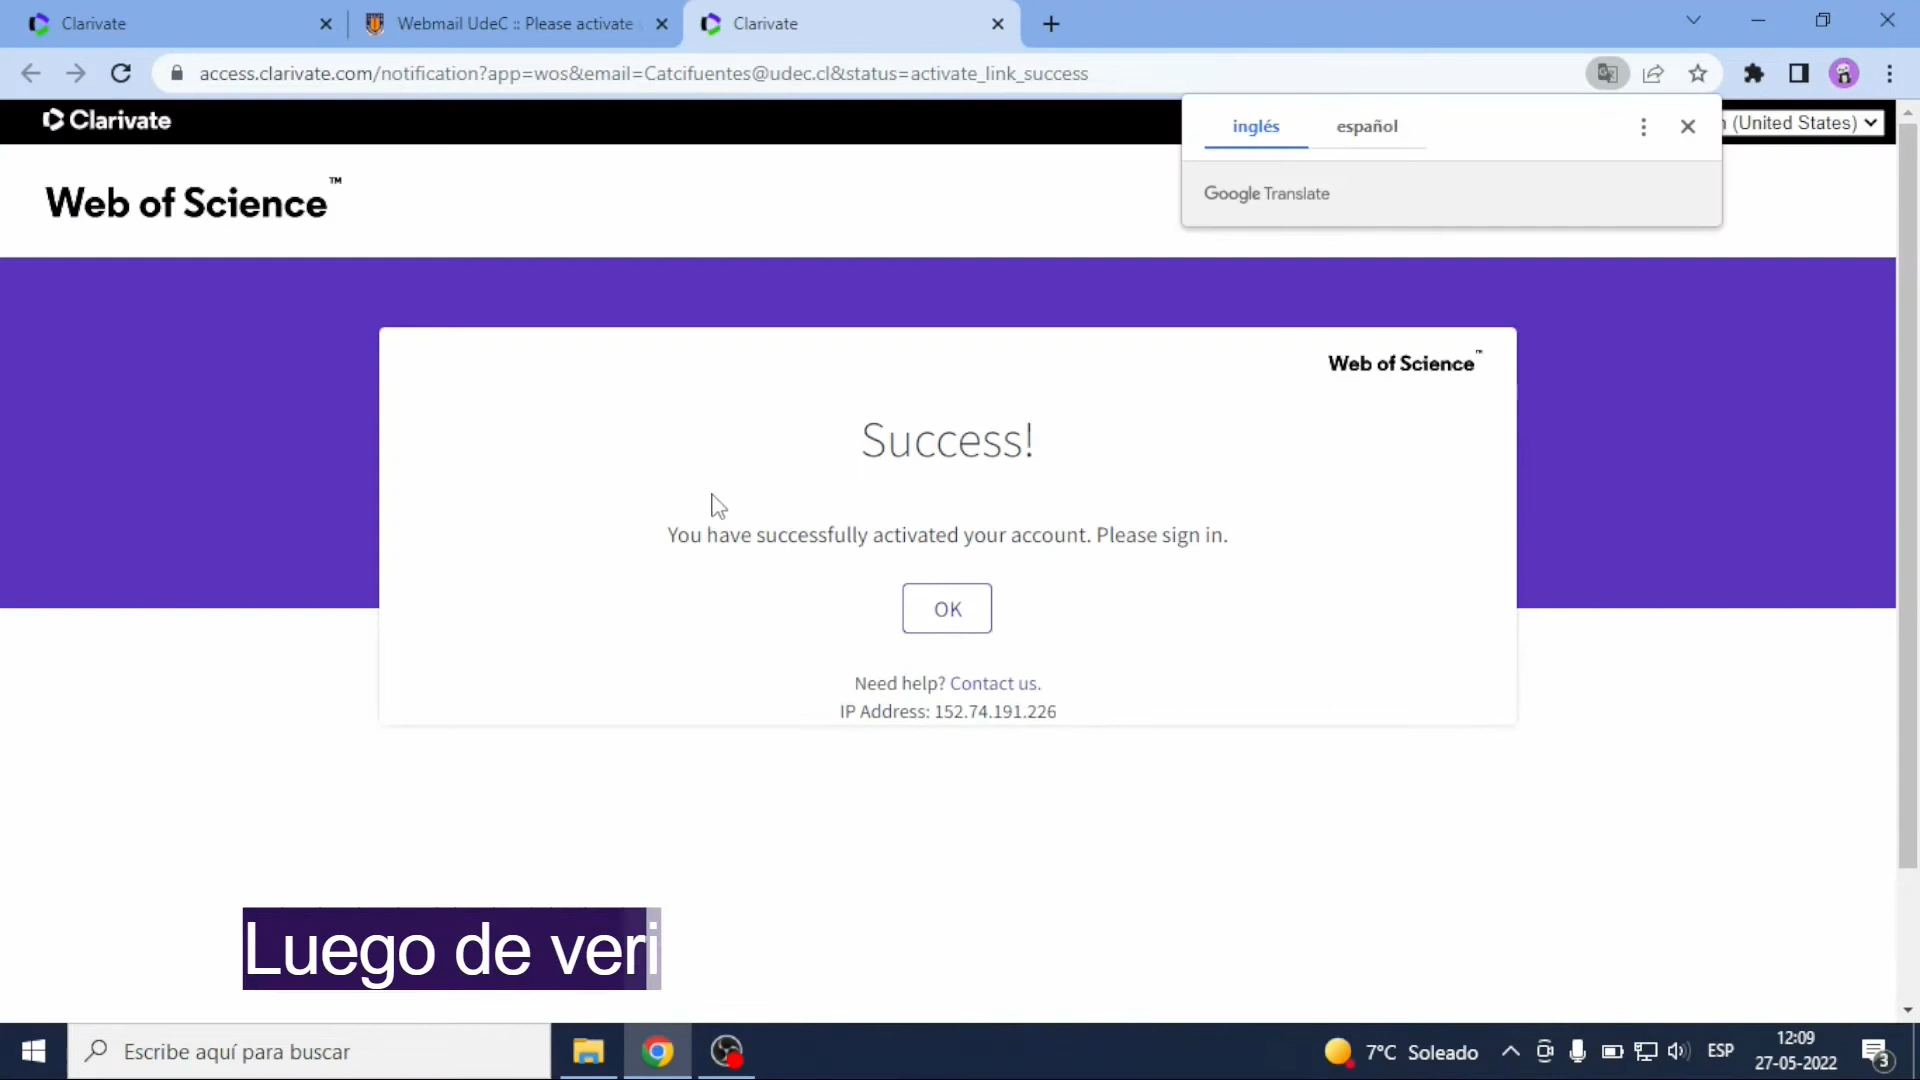 Clarivate
Webmail UdeC :: Please activate
Clarivate
access.clarivate.com/notification?app=wos&email=Catcifuentes@udec.cl&status=activate_link_success
Clarivate
inglés
español
(United States)
Google Translate
Web of Science™
Web of Science™
Success!
You have successfully activated your account. Please sign in.
OK
Need help? Contact us.
IP Address: 152.74.191.226
Luego de veri
Escribe aquí para buscar
7°C Soleado
ESP
12:09
27-05-2022
3